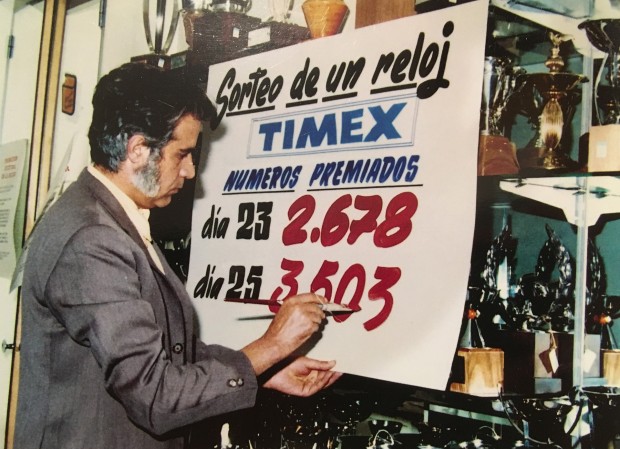 Sorteo de un reloj
TIMEX
NUMEROS PREMIADOS
día 23 2.678
día 25 3.503